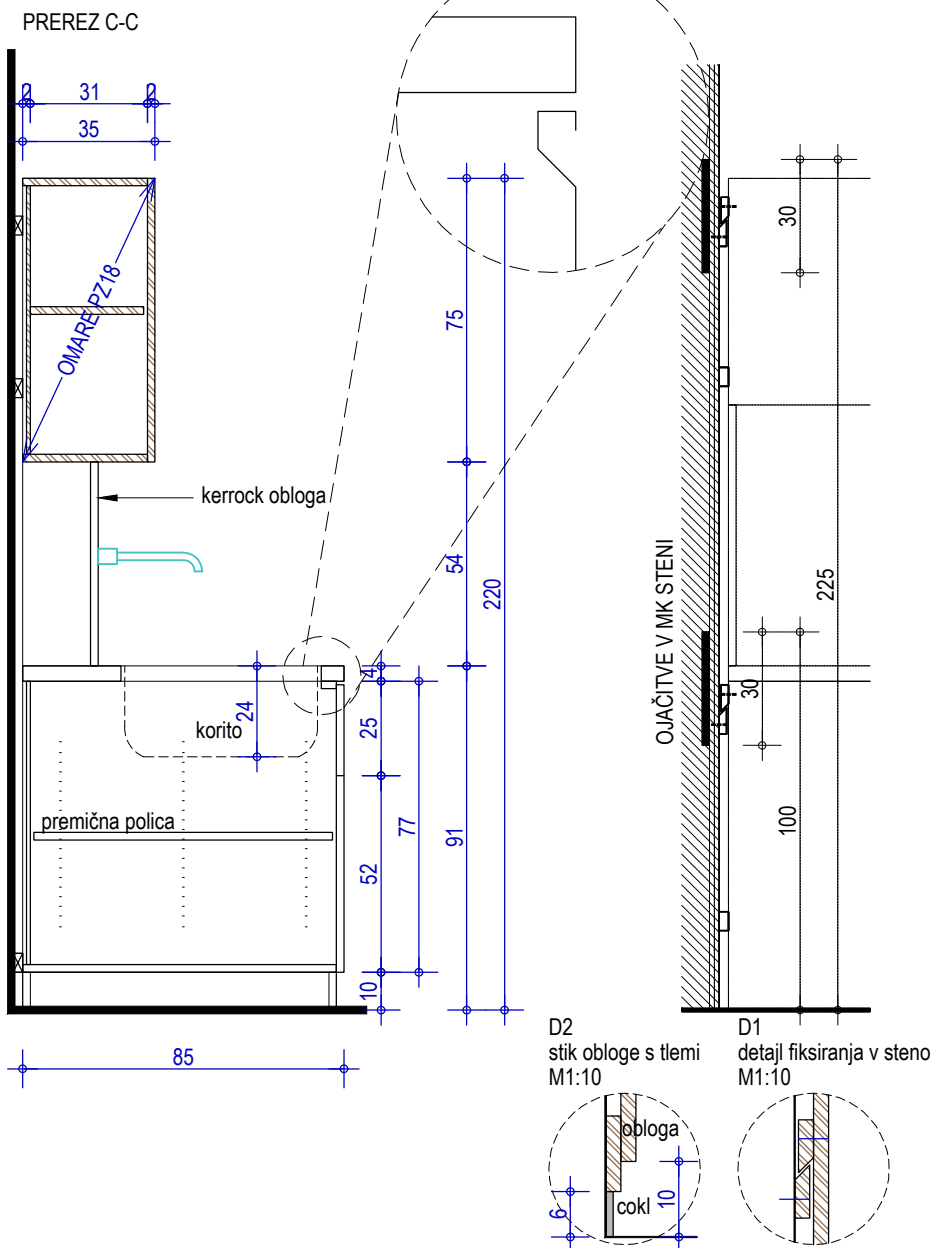 PREREZ C-C
2
31
2
35
OMARE PZ18
kerrock obloga
75
54
220
91
4
25
24
korito
premična polica
77
52
10
85
OJAČITVE V MK STENI
30
225
30
100
D2
stik obloge s tlemi
M1:10
obloga
cokl
6
10
D1
detajl fiksiranja v steno
M1:10